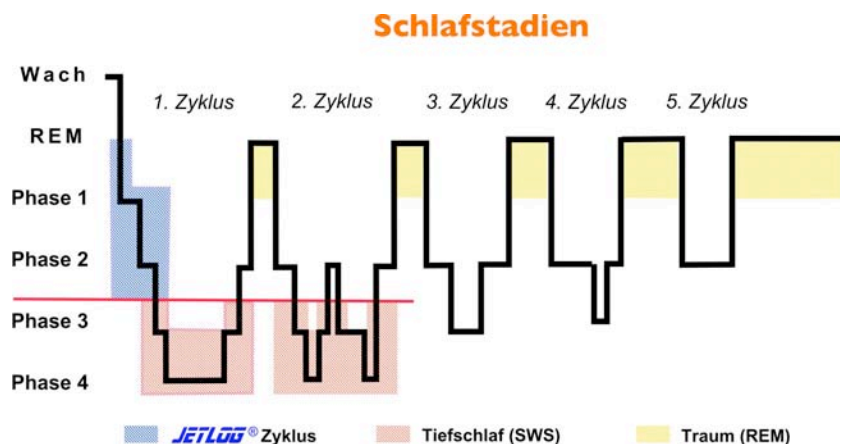 Schlafstadien
Wach
1. Zyklus
2. Zyklus
3. Zyklus
4. Zyklus
5. Zyklus
REM
Phase 1
Phase 2
Phase 3
Phase 4
JETLOG® Zyklus
Tiefschlaf (SWS)
Traum (REM)